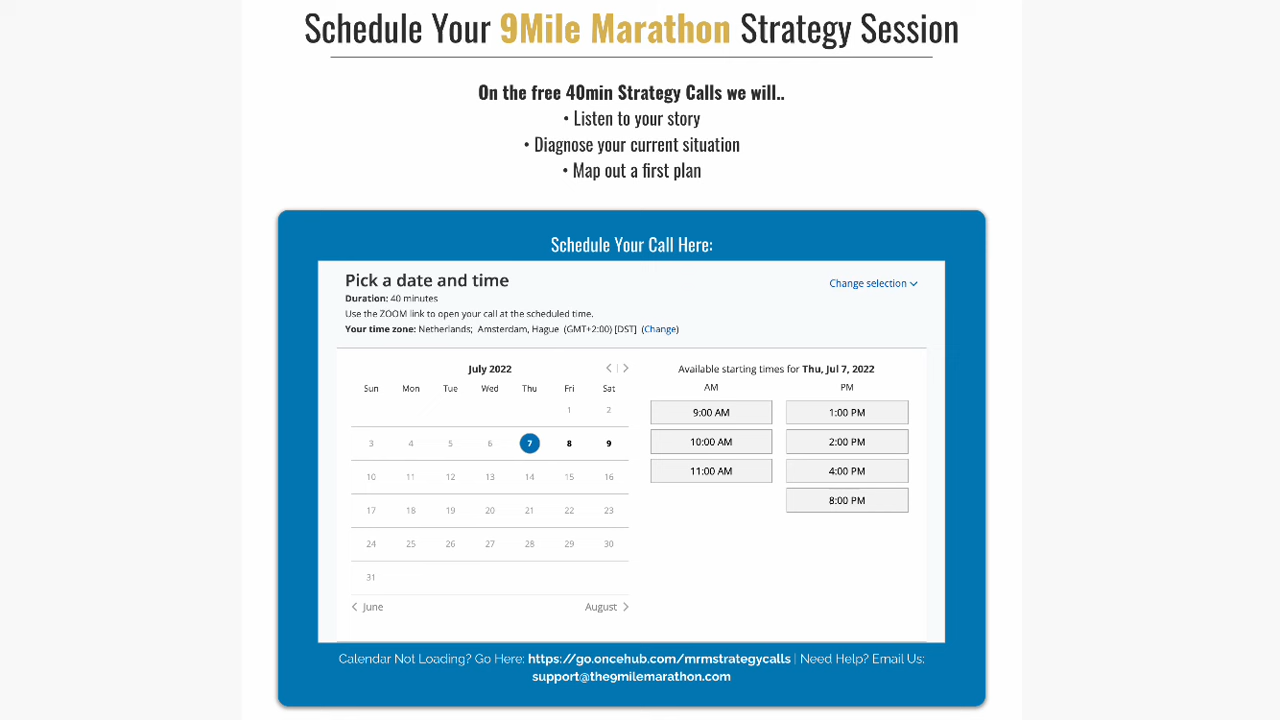 Schedule Your 9Mile Marathon Strategy Session
On the free 40min Strategy Calls we will..
• Listen to your story
• Diagnose your current situation
• Map out a first plan
Schedule Your Call Here:
Pick a date and time
Change selection
Duration: 40 minutes
Use the ZOOM link to open your call at the scheduled time.
Your time zone: Netherlands; Amsterdam, Hague (GMT+2:00) [DST] (Change)
July 2022
Sun Mon Tue Wed Thu Fri Sat
1 2
3 4 5 6 7 8 9
10 11 12 13 14 15 16
17 18 19 20 21 22 23
24 25 26 27 28 29 30
31
June August
Available starting times for Thu, Jul 7, 2022
AM PM
9:00 AM 1:00 PM
10:00 AM 2:00 PM
11:00 AM 4:00 PM
8:00 PM
Calendar Not Loading? Go Here: https://go.oncehub.com/mrmstrategycalls | Need Help? Email Us:
support@the9milemarathon.com